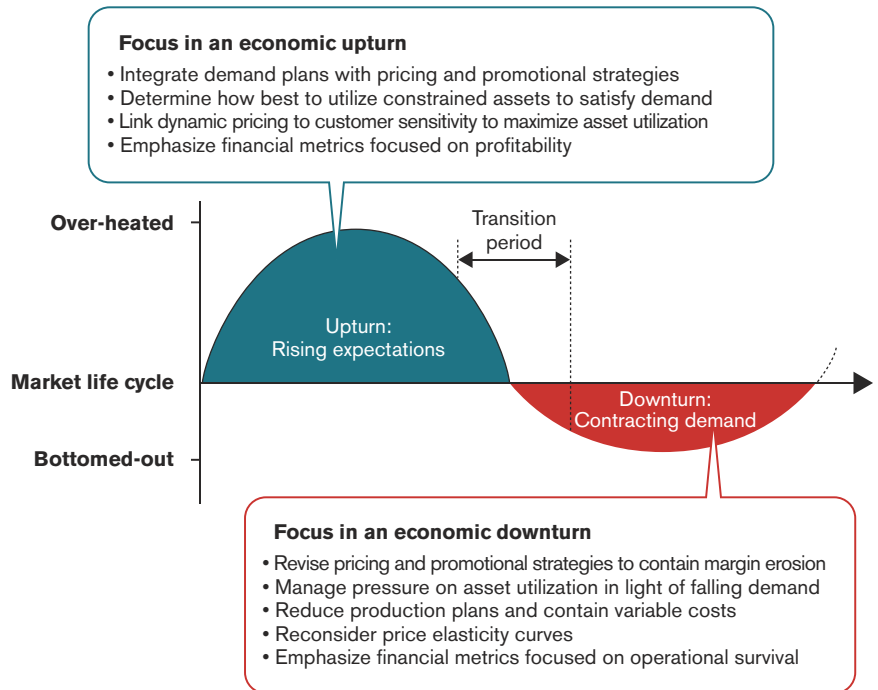 Focus in an economic upturn
• Integrate demand plans with pricing and promotional strategies
• Determine how best to utilize constrained assets to satisfy demand
• Link dynamic pricing to customer sensitivity to maximize asset utilization
• Emphasize financial metrics focused on profitability
Over-heated
Transition
period
Upturn:
Rising expectations
Market life cycle
Downturn:
Contracting demand
Bottomed-out
Focus in an economic downturn
• Revise pricing and promotional strategies to contain margin erosion
• Manage pressure on asset utilization in light of falling demand
• Reduce production plans and contain variable costs
• Reconsider price elasticity curves
• Emphasize financial metrics focused on operational survival